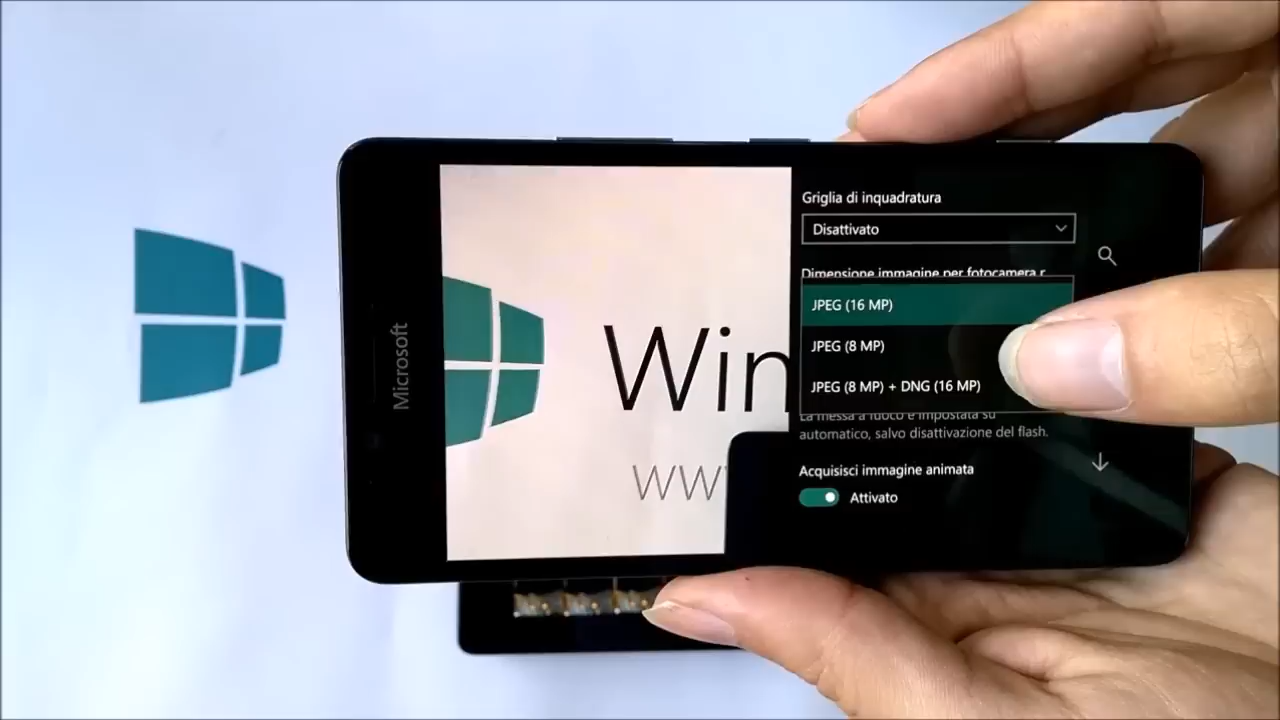 Microsoft
Win
WW
Griglia di inquadratura
Disattivato
Dimensione immagine per fotocamera r
JPEG (16 MP)
JPEG (8 MP)
JPEG (8 MP) + DNG (16 MP)
La messa a fuoco è impostata su
automatico, salvo disattivazione del flash.
Acquisisci immagine animata
Attivato